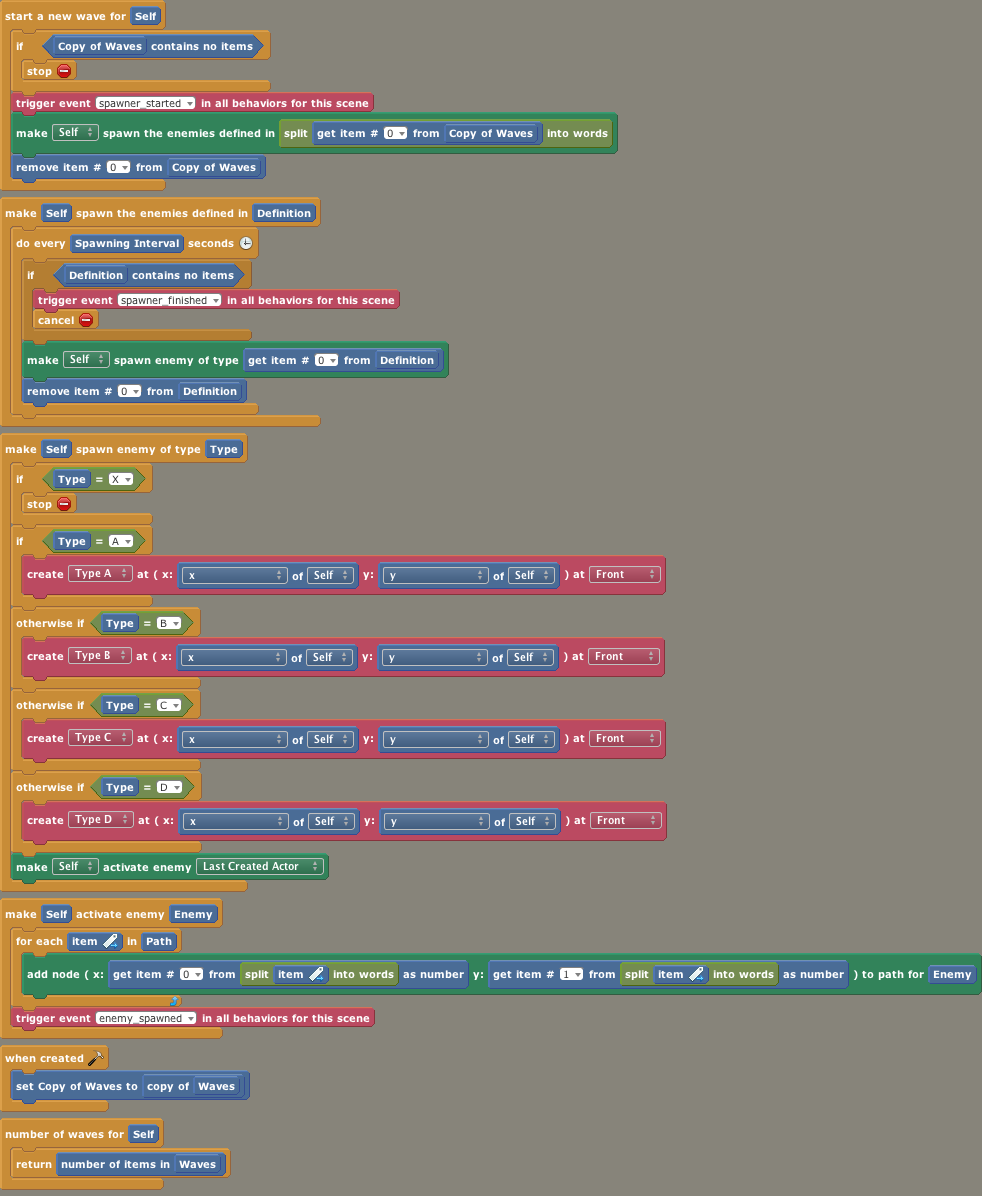 start a new wave for Self
if Copy of Waves contains no items
stop
trigger event spawner_started in all behaviors for this scene
make Self spawn the enemies defined in split get item # 0 from Copy of Waves into words
remove item # 0 from Copy of Waves
make Self spawn the enemies defined in Definition
do every Spawning Interval seconds
if Definition contains no items
trigger event spawner_finished in all behaviors for this scene
cancel
make Self spawn enemy of type get item # 0 from Definition
remove item # 0 from Definition
make Self spawn enemy of type Type
if Type = X
stop
if Type = A
create Type A at ( x: x of Self y: y of Self ) at Front
otherwise if Type = B
create Type B at ( x: x of Self y: y of Self ) at Front
otherwise if Type = C
create Type C at ( x: x of Self y: y of Self ) at Front
otherwise if Type = D
create Type D at ( x: x of Self y: y of Self ) at Front
make Self activate enemy Last Created Actor
make Self activate enemy Enemy
for each item in Path
add node ( x: get item # 0 from split item into words as number y: get item # 1 from split item into words as number ) to path for Enemy
trigger event enemy_spawned in all behaviors for this scene
when created
set Copy of Waves to copy of Waves
number of waves for Self
return number of items in Waves